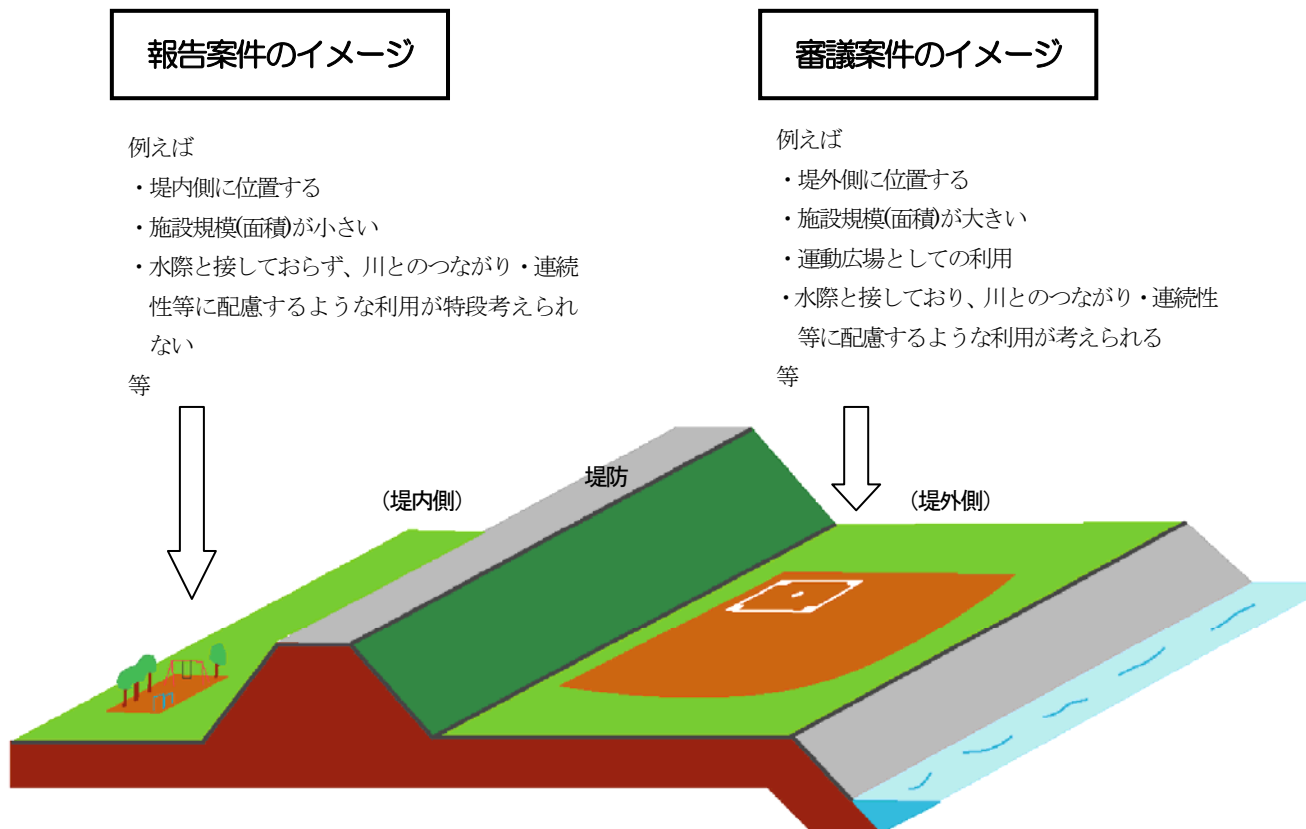 報告案件のイメージ
例えば
・堤内側に位置する
・施設規模(面積)が小さい
・水際と接しておらず、川とのつながり・連続
性等に配慮するような利用が特段考えられ
ない
等
審議案件のイメージ
例えば
・堤外側に位置する
・施設規模(面積)が大きい
・運動広場としての利用
・水際と接しており、川とのつながり・連続性
等に配慮するような利用が考えられる
等
(堤内側)
堤防
(堤外側)